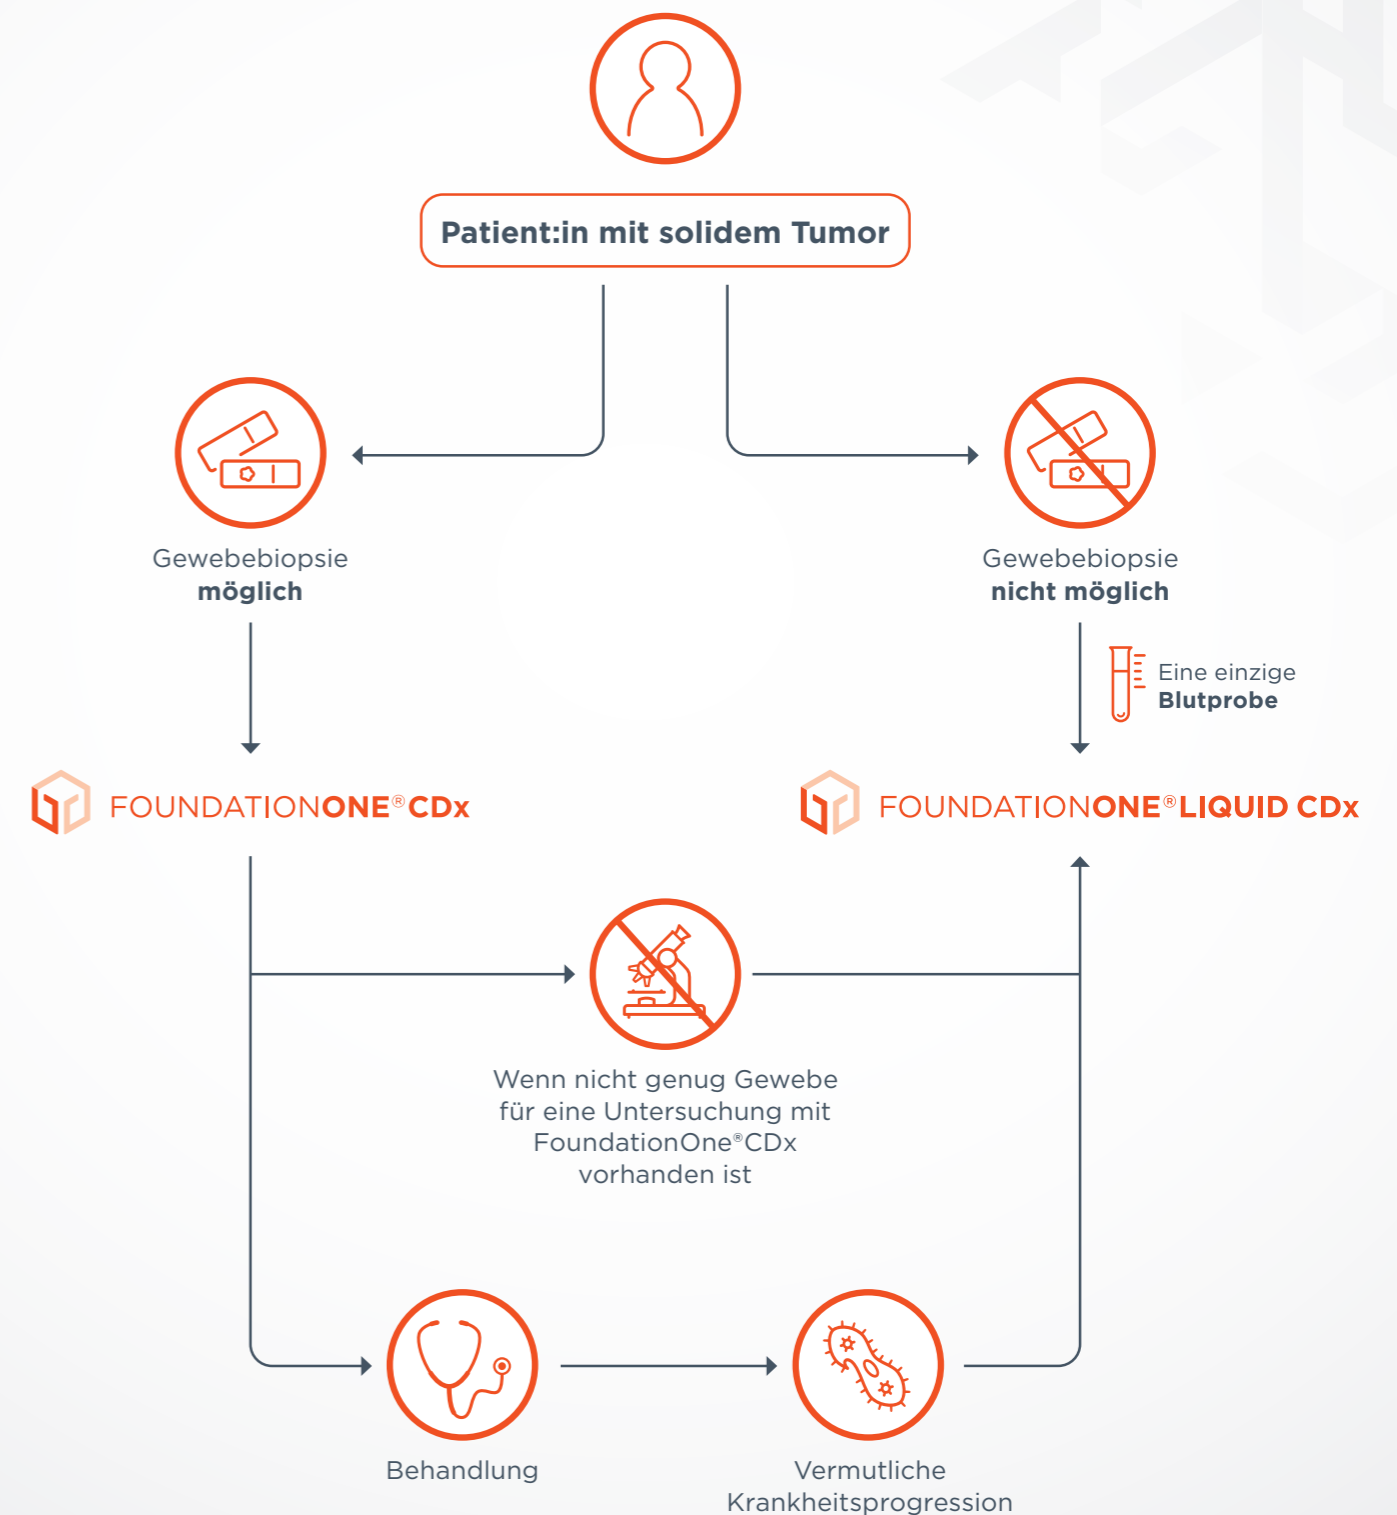 Patient:in mit solidem Tumor
Gewebebiopsie
möglich
Gewebebiopsie
nicht möglich
Eine einzige
Blutprobe
FOUNDATIONONE®CDx
FOUNDATIONONE®LIQUID CDx
Wenn nicht genug Gewebe
für eine Untersuchung mit
FoundationOne®CDx
vorhanden ist
Behandlung
Vermutliche
Krankheitsprogression